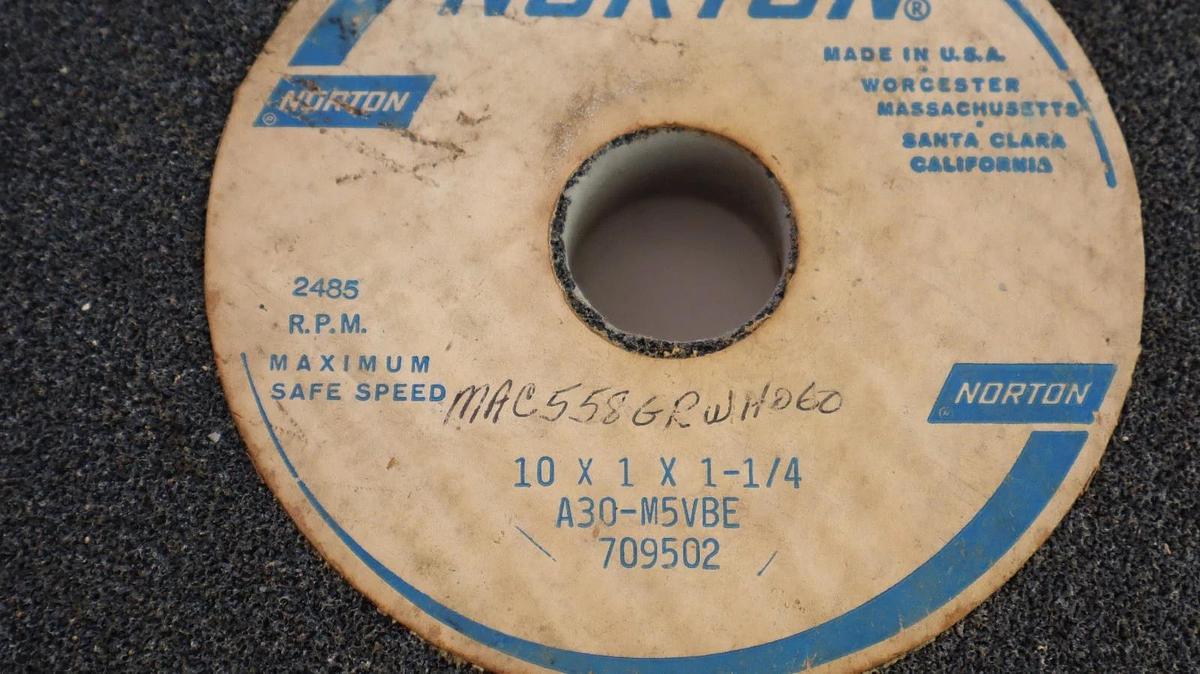 NORTON®
NORTON
MADE IN U.S.A.
WORCESTER
MASSACHUSETTS
SANTA CLARA
CALIFORNIA
2485
R.P.M.
MAXIMUM
SAFE SPEED
MAC558GRWH060
NORTON
10 X 1 X 1-1/4
A30-M5VBE
709502